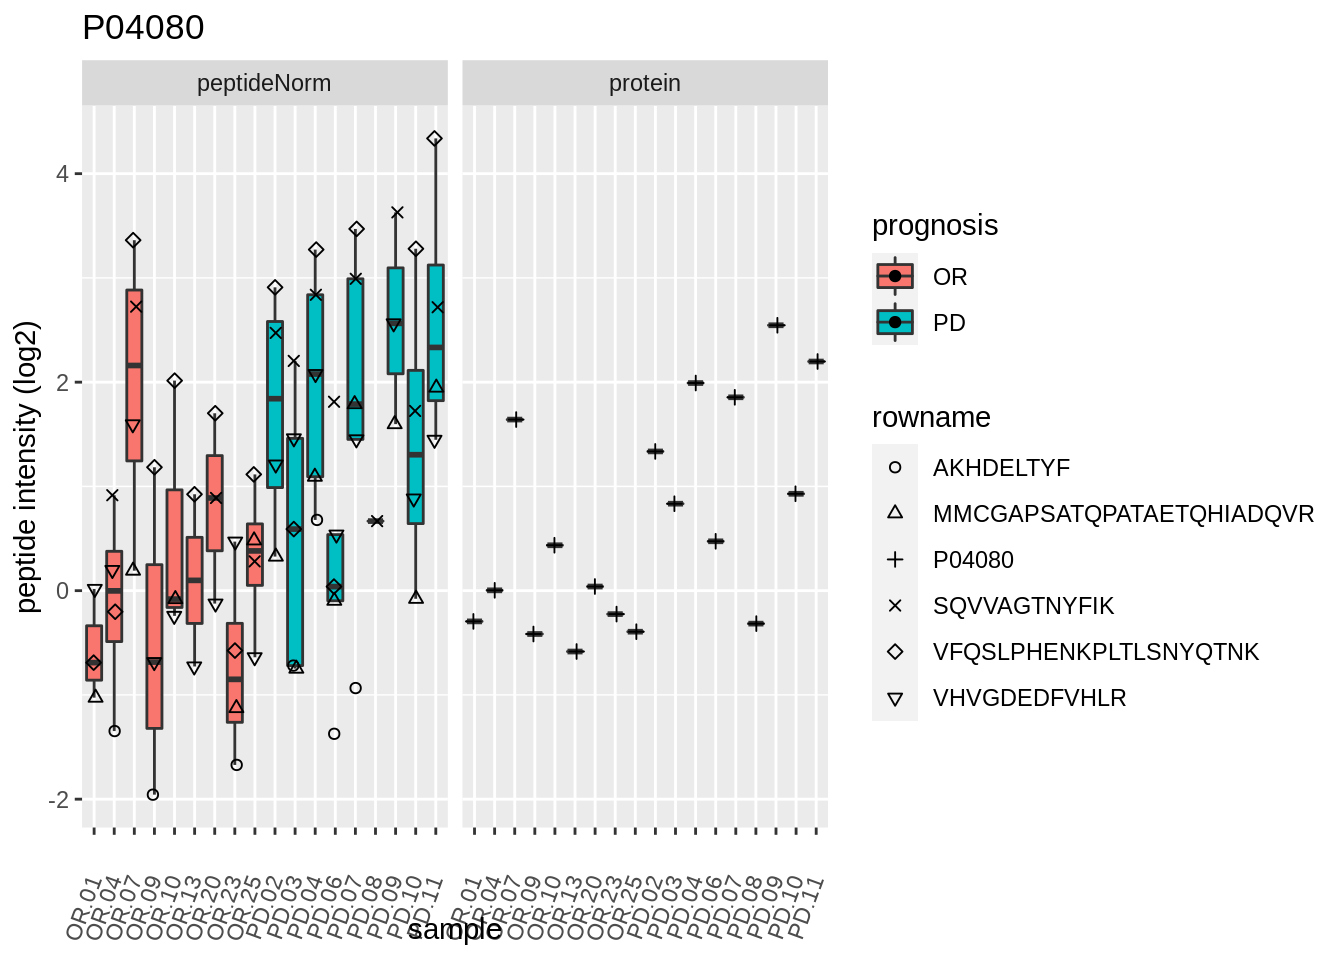 P04080
peptideNorm
protein
peptide intensity (log2)
4
2
0
-2
OR.01
OR.04
OR.07
OR.09
OR.10
OR.13
OR.20
OR.23
OR.25
PD.02
PD.03
PD.04
PD.06
PD.07
PD.08
PD.09
PD.10
PD.11
OR.01
OR.04
OR.07
OR.09
OR.10
OR.13
OR.20
OR.23
OR.25
PD.02
PD.03
PD.04
PD.06
PD.07
PD.08
PD.09
PD.10
PD.11
sample
prognosis
OR
PD
rowname
AKHDELTYF
MMCGAPSATQPATAETQHIADQVR
P04080
SQVVAGTNYFIK
VFQSLPHENKPLTLSNYQTNK
VHVGDEDFVHLR